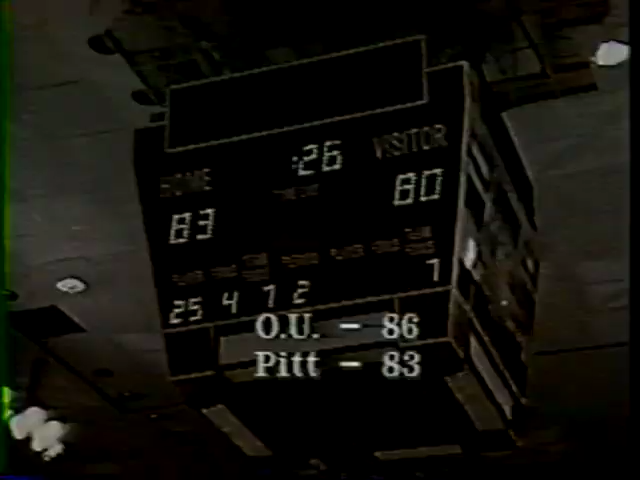 HOME :26 VISITOR
83 80
25 4 7 2 7
O.U. - 86
Pitt - 83